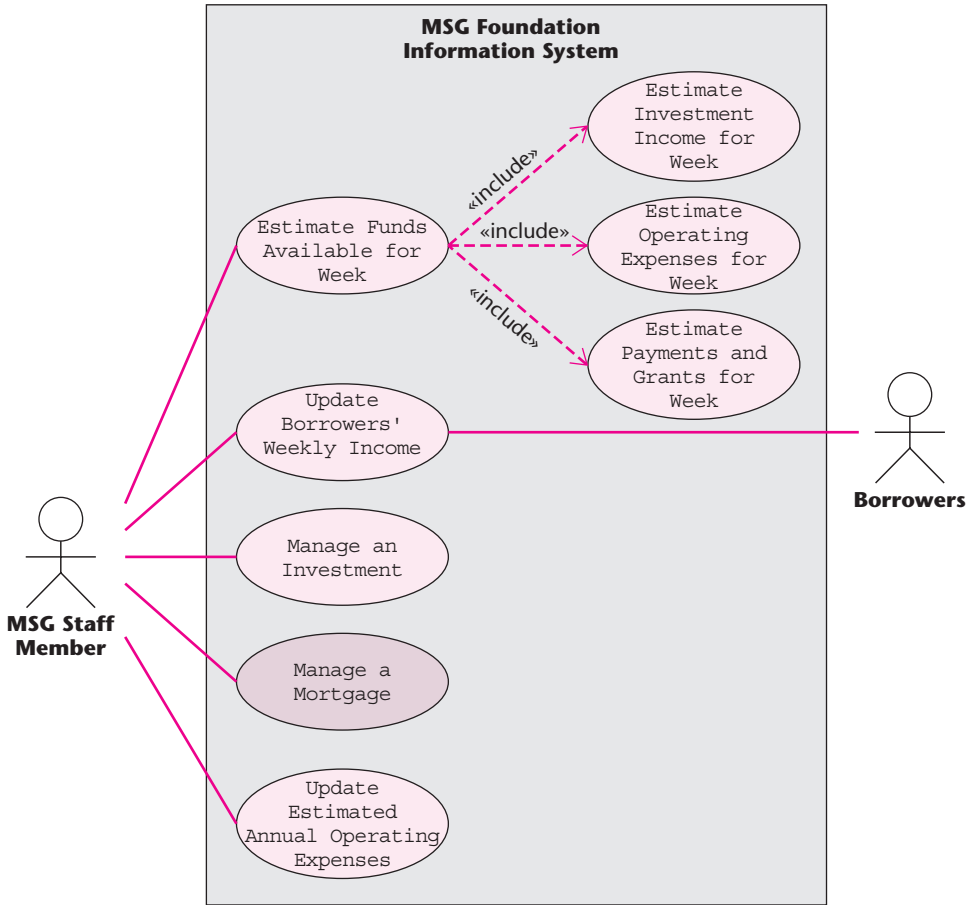 MSG Foundation
Information System
Estimate
Investment
Income for
Week
«include»
Estimate Funds
Available for
Week
«include»
Estimate
Operating
Expenses for
Week
«include»
Estimate
Payments and
Grants for
Week
Update
Borrowers'
Weekly Income
Borrowers
Manage an
Investment
MSG Staff
Member
Manage a
Mortgage
Update
Estimated
Annual Operating
Expenses